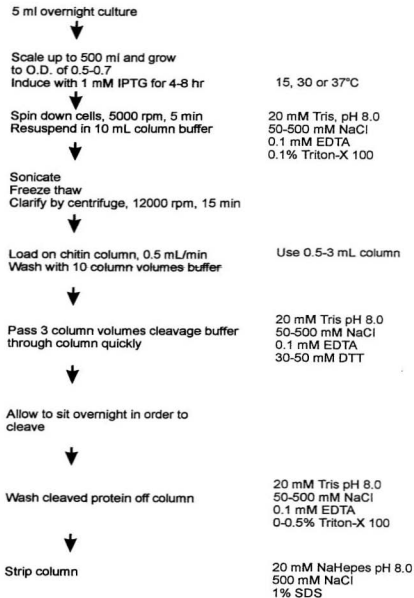 5 ml overnight culture
Scale up to 500 ml and grow
to O.D. of 0.5-0.7
Induce with 1 mM IPTG for 4-8 hr
15, 30 or 37°C
Spin down cells, 5000 rpm, 5 min
Resuspend in 10 mL column buffer
20 mM Tris, pH 8.0
50-500 mM NaCl
0.1 mM EDTA
0.1% Triton-X 100
Sonicate
Freeze thaw
Clarify by centrifuge, 12000 rpm, 15 min
Load on chitin column, 0.5 mL/min
Wash with 10 column volumes buffer
Use 0.5-3 mL column
Pass 3 column volumes cleavage buffer
through column quickly
20 mM Tris pH 8.0
50-500 mM NaCl
0.1 mM EDTA
30-50 mM DTT
Allow to sit overnight in order to
cleave
Wash cleaved protein off column
20 mM Tris pH 8.0
50-500 mM NaCl
0.1 mM EDTA
0-0.5% Triton-X 100
Strip column
20 mM NaHepes pH 8.0
500 mM NaCl
1% SDS